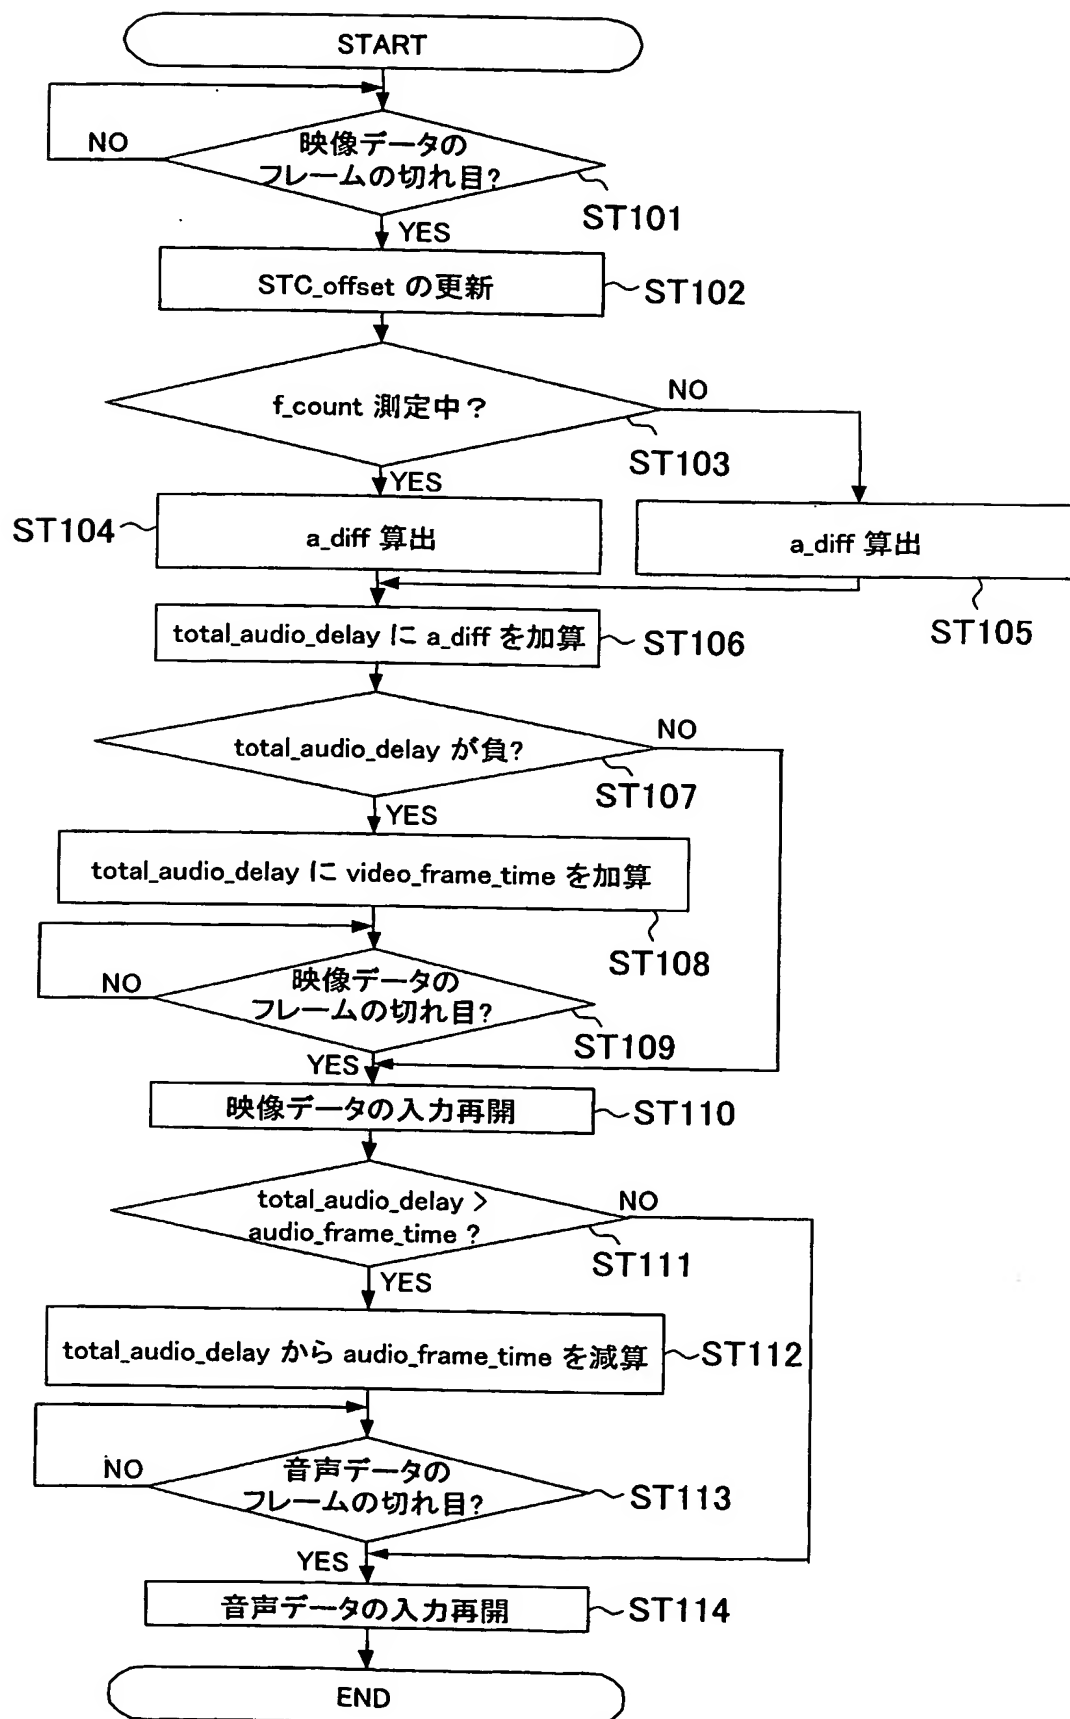 START
映像データの
フレームの切れ目?
NO
ST101
YES
STC_offset の更新
ST102
f_count 測定中?
NO
ST103
YES
ST104
a_diff 算出
a_diff 算出
ST105
total_audio_delay に a_diff を加算
ST106
total_audio_delay が負?
NO
ST107
YES
total_audio_delay に video_frame_time を加算
ST108
映像データの
フレームの切れ目?
NO
ST109
YES
映像データの入力再開
ST110
total_audio_delay >
audio_frame_time ?
NO
ST111
YES
total_audio_delay から audio_frame_time を減算
ST112
音声データの
フレームの切れ目?
NO
ST113
YES
音声データの入力再開
ST114
END